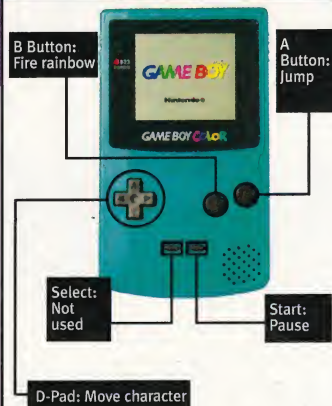 B Button:
Fire rainbow
A
Button:
Jump
GAME BOY
Nintendo®
GAME BOY COLOR
Select:
Not
used
Start:
Pause
D-Pad: Move character